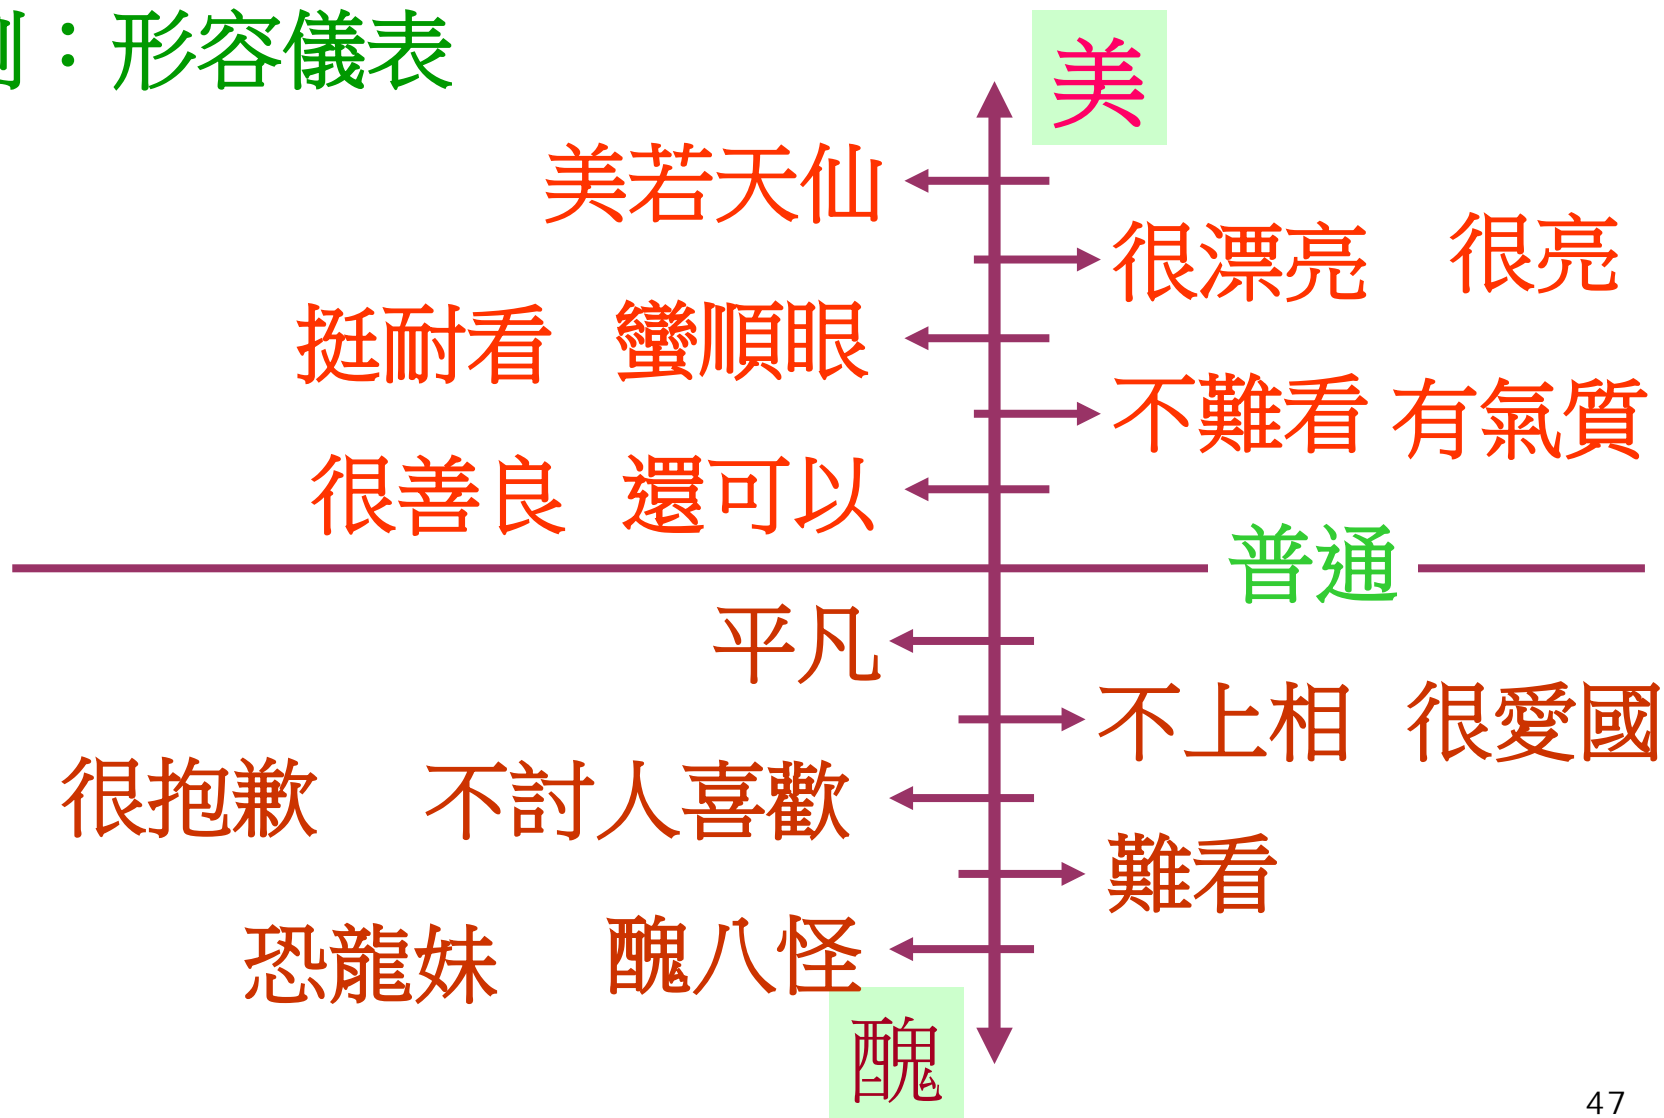 ：形容儀表
美
美若天仙
很漂亮 很亮
挺耐看 蠻順眼
不難看 有氣質
很善良 還可以
普通
平凡
不上相 很愛國
很抱歉 不討人喜歡
難看
恐龍妹 醜八怪
醜
47